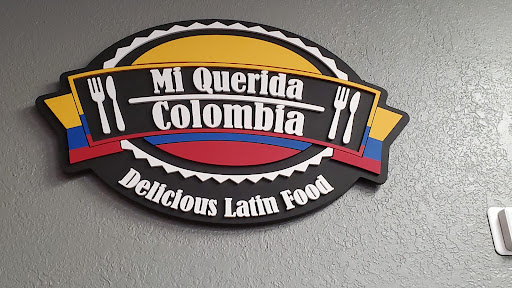 Mi Querida
Colombia
Delicious Latin Food